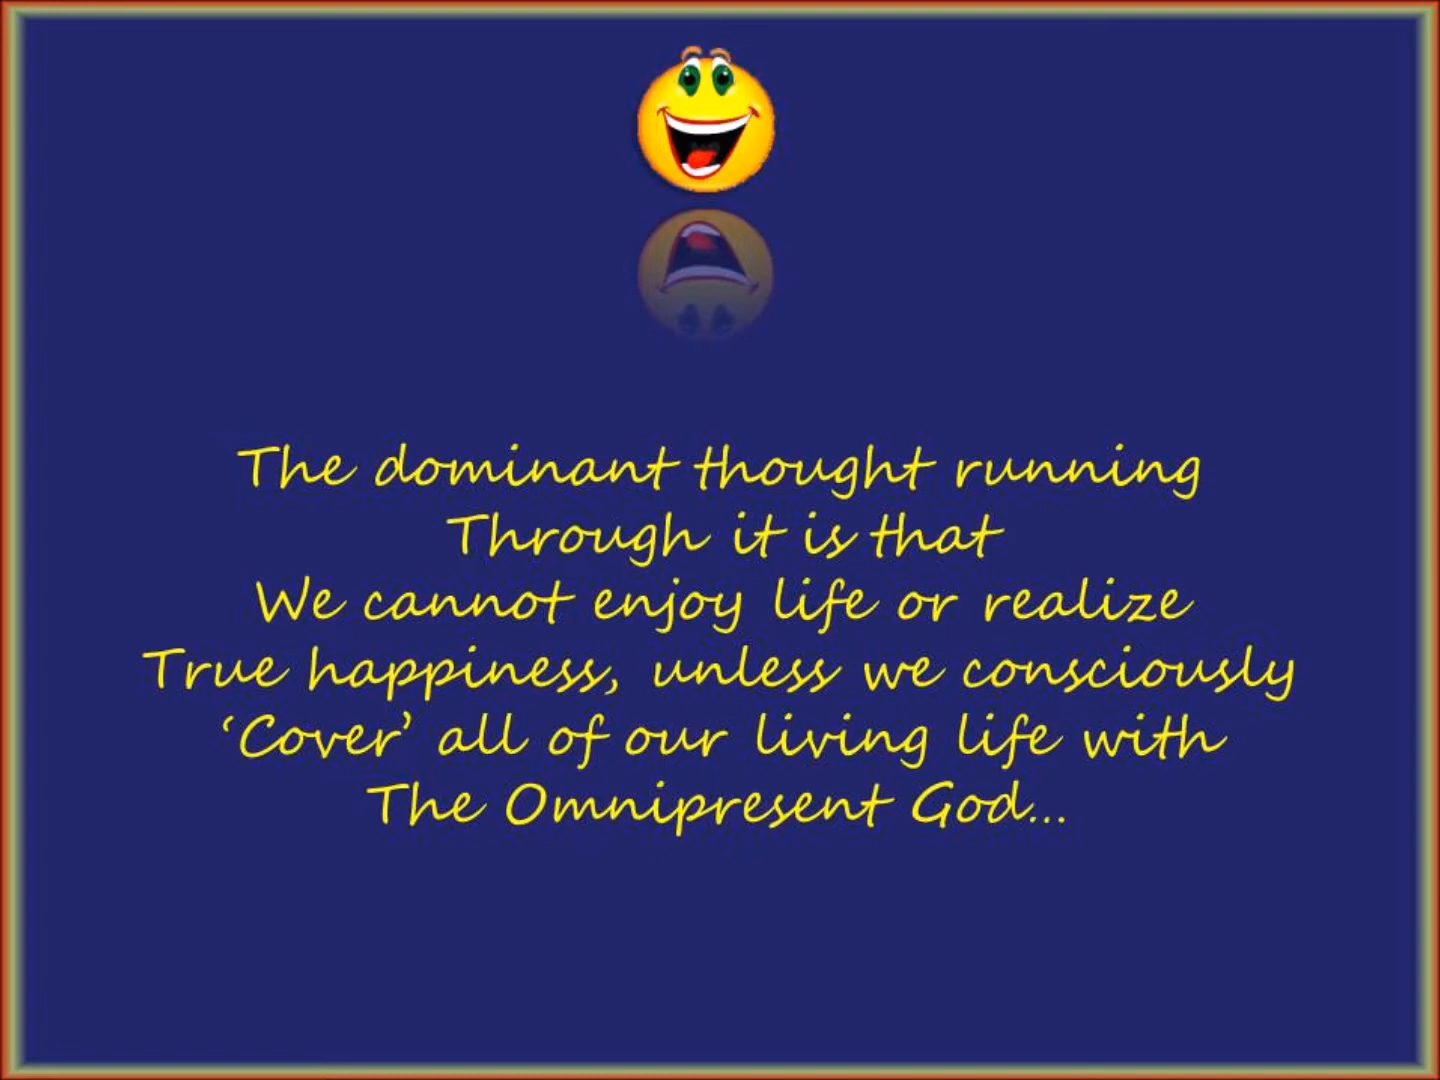 The dominant thought running
Through it is that
We cannot enjoy life or realize
True happiness, unless we consciously
‘Cover’ all of our living life with
The Omnipresent God...